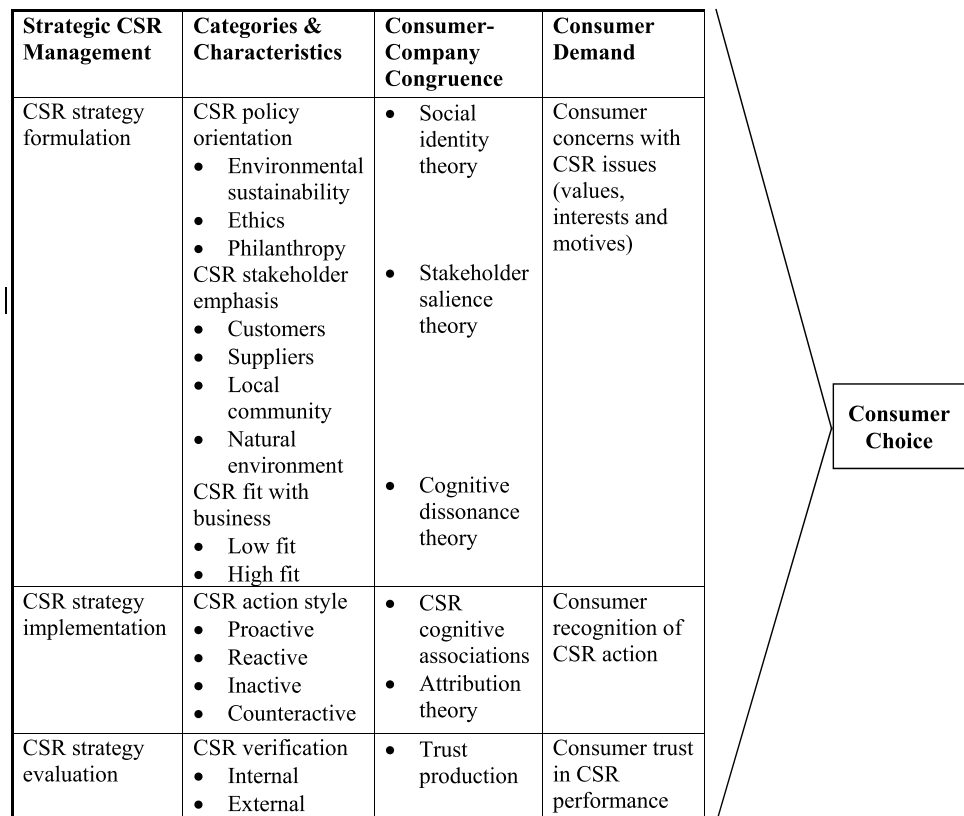 Strategic CSR
Management
Categories &
Characteristics
Consumer-
Company
Congruence
Consumer
Demand
CSR strategy
formulation
CSR policy
orientation
• Environmental
sustainability
• Ethics
• Philanthropy
CSR stakeholder
emphasis
• Customers
• Suppliers
• Local
community
• Natural
environment
CSR fit with
business
• Low fit
• High fit
• Social
identity
theory
• Stakeholder
salience
theory
• Cognitive
dissonance
theory
Consumer
concerns with
CSR issues
(values,
interests and
motives)
CSR strategy
implementation
CSR action style
• Proactive
• Reactive
• Inactive
• Counteractive
• CSR
cognitive
associations
• Attribution
theory
Consumer
recognition of
CSR action
CSR strategy
evaluation
CSR verification
• Internal
• External
• Trust
production
Consumer trust
in CSR
performance
Consumer
Choice